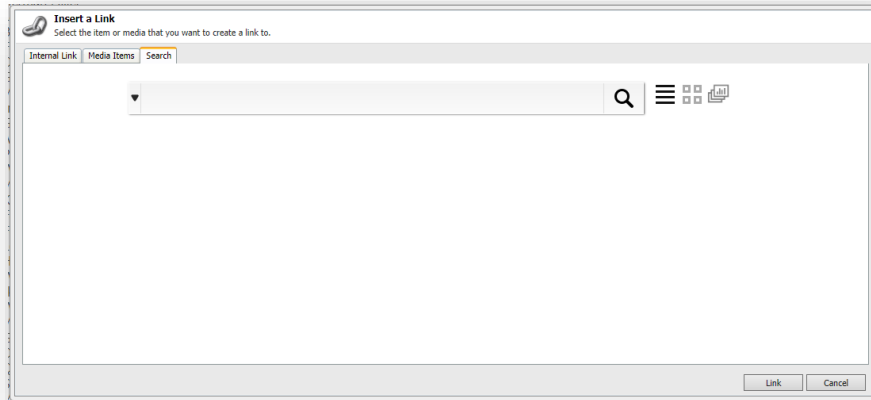 Insert a Link
Select the item or media that you want to create a link to.
Internal Link Media Items Search
Link Cancel